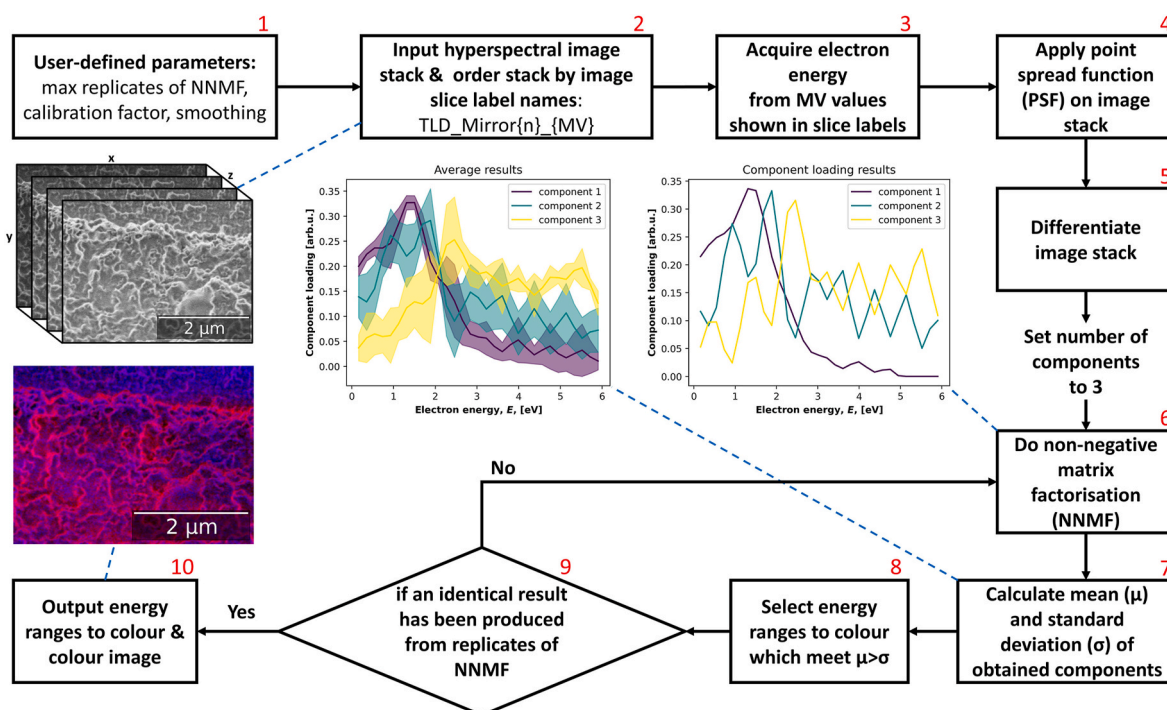 1
User-defined parameters:
max replicates of NNMF,
calibration factor, smoothing
2
Input hyperspectral image
stack & order stack by image
slice label names:
TLD_Mirror{n}_{MV}
3
Acquire electron
energy
from MV values
shown in slice labels
4
Apply point
spread function
(PSF) on image
stack
x
z
y
2 μm
Average results
component 1
component 2
component 3
Component loading [arb.u.]
0.35
0.30
0.25
0.20
0.15
0.10
0.05
0.00
0
1
2
3
4
5
6
Electron energy, E, [eV]
Component loading results
component 1
component 2
component 3
Component loading [arb.u.]
0.35
0.30
0.25
0.20
0.15
0.10
0.05
0.00
0
1
2
3
4
5
6
Electron energy, E, [eV]
5
Differentiate
image stack
Set number of
components
to 3
6
Do non-negative
matrix
factorisation
(NNMF)
7
Calculate mean (μ)
and standard
deviation (σ) of
obtained components
8
Select energy
ranges to colour
which meet μ>σ
No
9
if an identical result
has been produced
from replicates of
NNMF
Yes
2 μm
10
Output energy
ranges to colour &
colour image